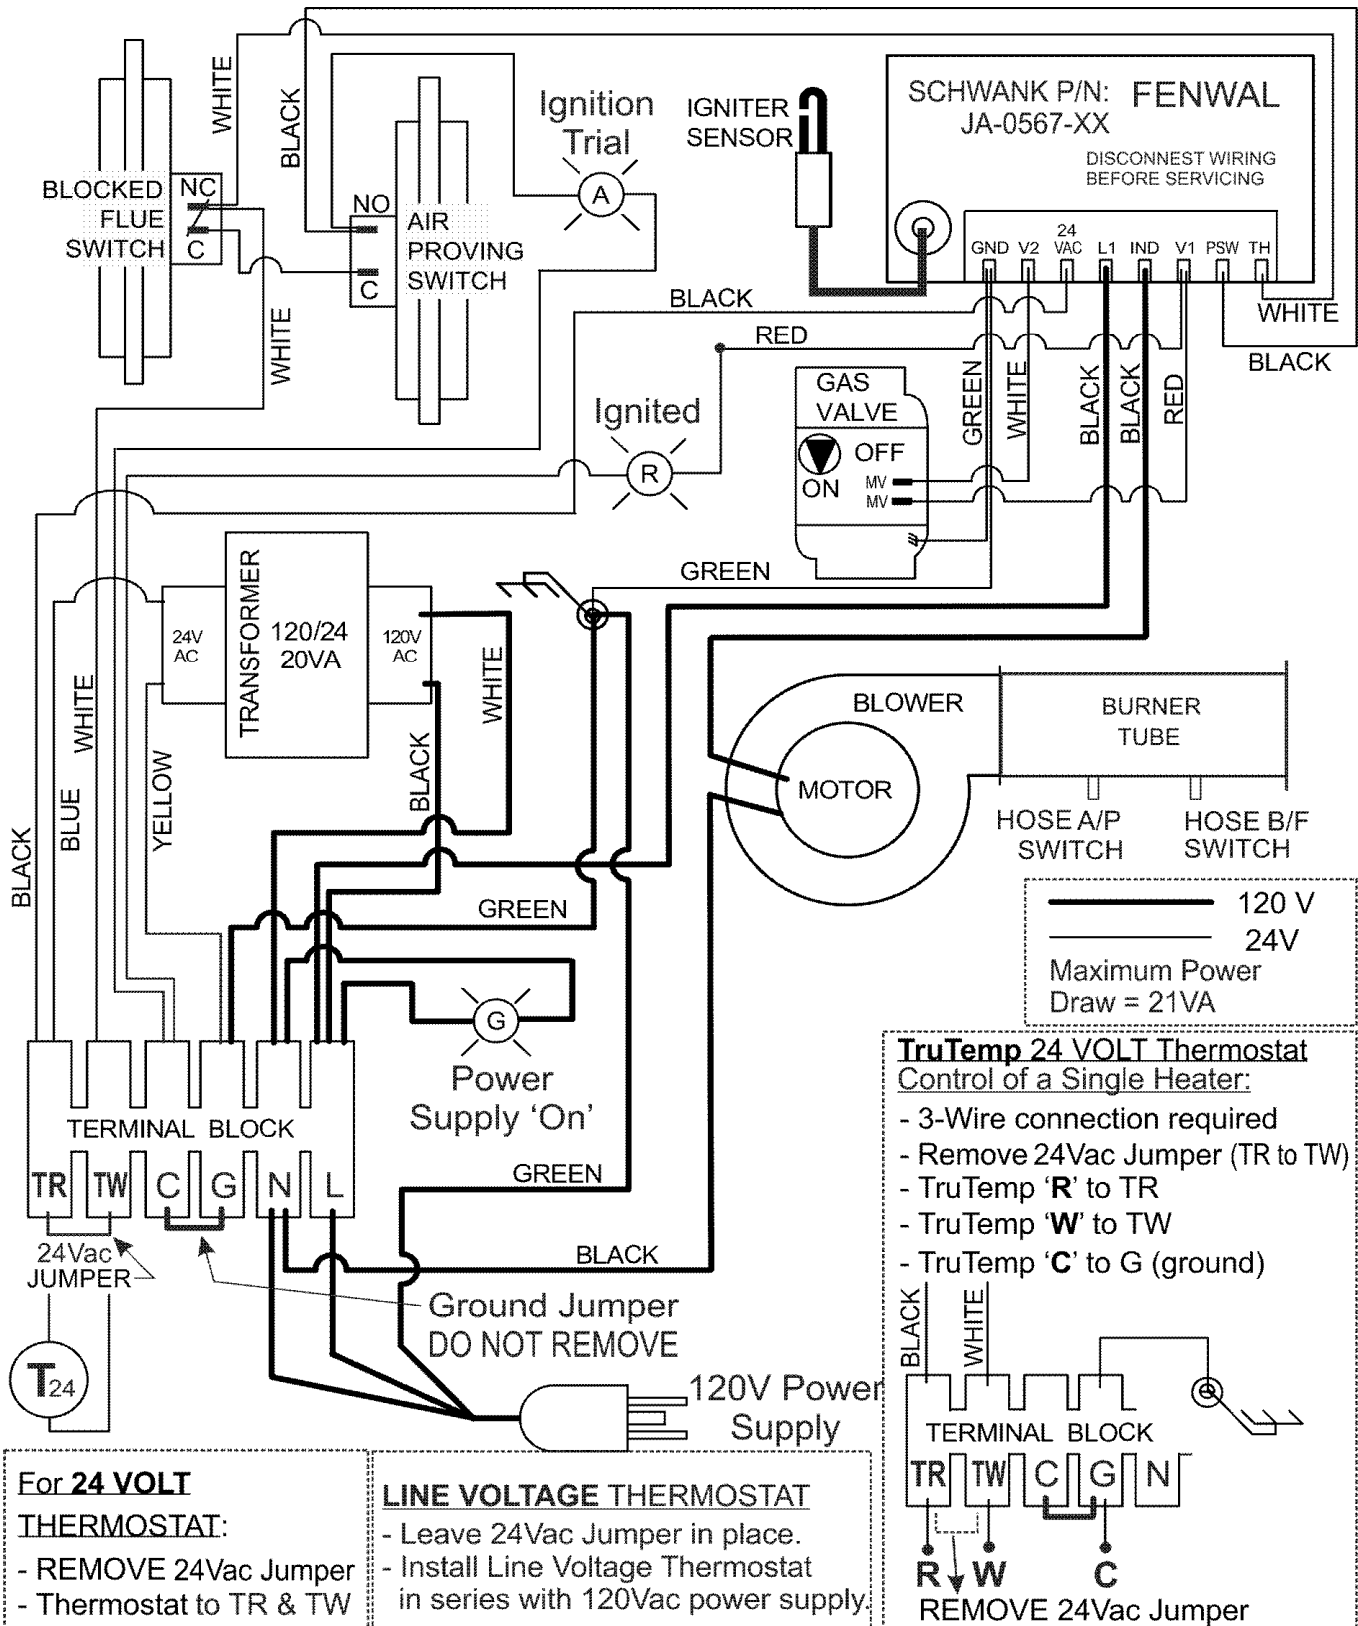 WHITE
BLACK
Ignition
Trial
A
IGNITER
SENSOR
SCHWANK P/N: FENWAL
JA-0567-XX
DISCONNEST WIRING
BEFORE SERVICING
GND V2 24 VAC L1 IND V1 PSW TH
BLOCKED
FLUE
SWITCH
NC
C
NO
C
AIR
PROVING
SWITCH
WHITE
BLACK
RED
WHITE
BLACK
GREEN
WHITE
BLACK
BLACK
RED
GAS
VALVE
OFF
ON
MV
MV
Ignited
R
GREEN
24V
AC
TRANSFORMER
120/24
20VA
120V
AC
WHITE
BLACK
BLACK
BLUE
WHITE
YELLOW
BLOWER
MOTOR
BURNER
TUBE
HOSE A/P
SWITCH
HOSE B/F
SWITCH
GREEN
120 V
24V
Maximum Power
Draw = 21VA
G
Power
Supply ‘On’
TERMINAL BLOCK
TR TW C G N L
GREEN
BLACK
24Vac
JUMPER
Ground Jumper
DO NOT REMOVE
T24
120V Power
Supply
TruTemp 24 VOLT Thermostat
Control of a Single Heater:
- 3-Wire connection required
- Remove 24Vac Jumper (TR to TW)
- TruTemp ‘R’ to TR
- TruTemp ‘W’ to TW
- TruTemp ‘C’ to G (ground)
BLACK
WHITE
TERMINAL BLOCK
TR TW C G N
R W C
REMOVE 24Vac Jumper
For 24 VOLT
THERMOSTAT:
- REMOVE 24Vac Jumper
- Thermostat to TR & TW
LINE VOLTAGE THERMOSTAT
- Leave 24Vac Jumper in place.
- Install Line Voltage Thermostat
in series with 120Vac power supply.